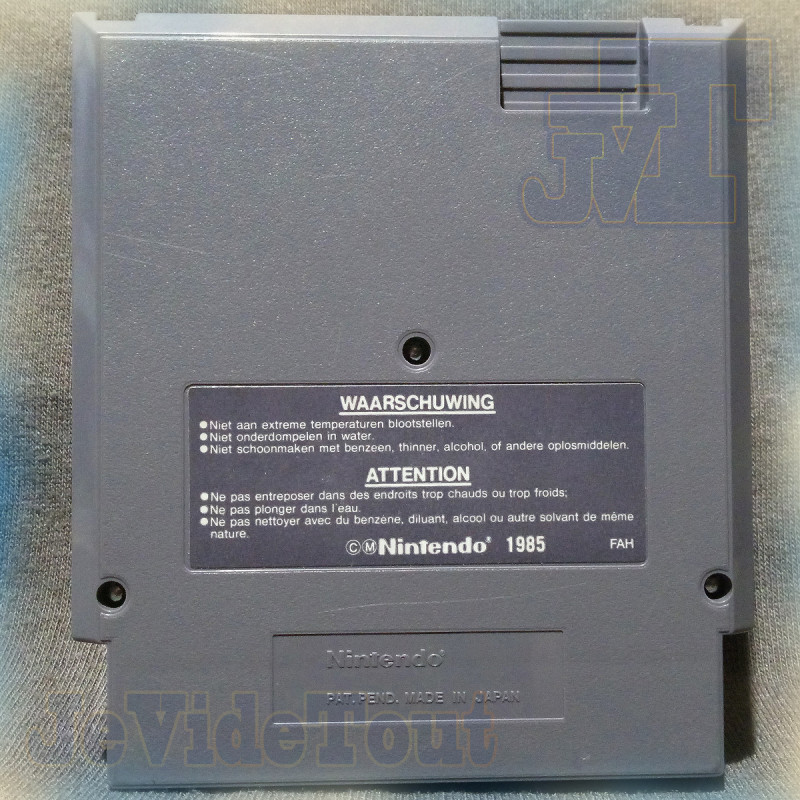 JVT
WAARSCHUWING
●Niet aan extreme temperaturen blootstellen.
●Niet onderdompelen in water.
●Niet schoonmaken met benzeen, thinner, alcohol, of andere oplosmiddelen.
ATTENTION
●Ne pas entreposer dans des endroits trop chauds ou trop froids;
●Ne pas plonger dans l'eau.
●Ne pas nettoyer avec du benzene, diluant, alcool ou autre solvant de même
nature.
©Ⓜ Nintendo® 1985 FAH
Nintendo®
PAT. PEND. MADE IN JAPAN
JeVideTout